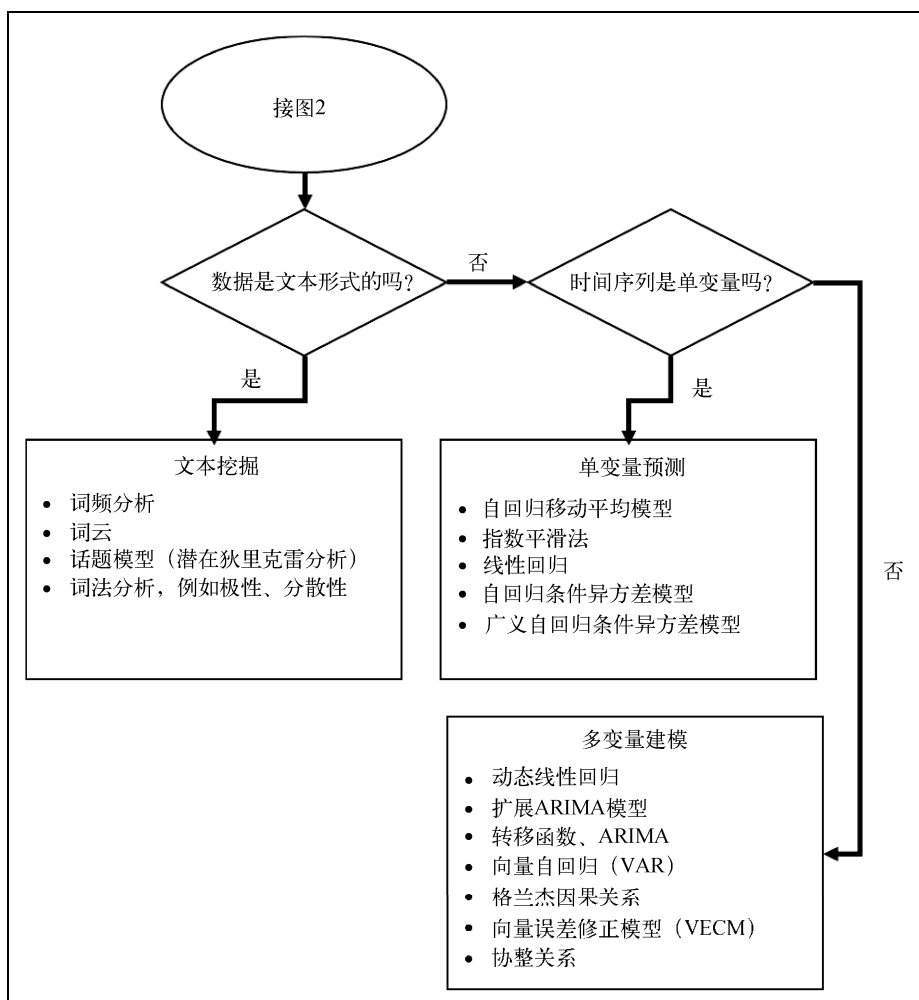 接图2
数据是文本形式的吗？
否
时间序列是单变量吗？
是
是
文本挖掘
• 词频分析
• 词云
• 话题模型（潜在狄里克雷分析）
• 词法分析，例如极性、分散性
单变量预测
• 自回归移动平均模型
• 指数平滑法
• 线性回归
• 自回归条件异方差模型
• 广义自回归条件异方差模型
否
多变量建模
• 动态线性回归
• 扩展ARIMA模型
• 转移函数、ARIMA
• 向量自回归（VAR）
• 格兰杰因果关系
• 向量误差修正模型（VECM）
• 协整关系